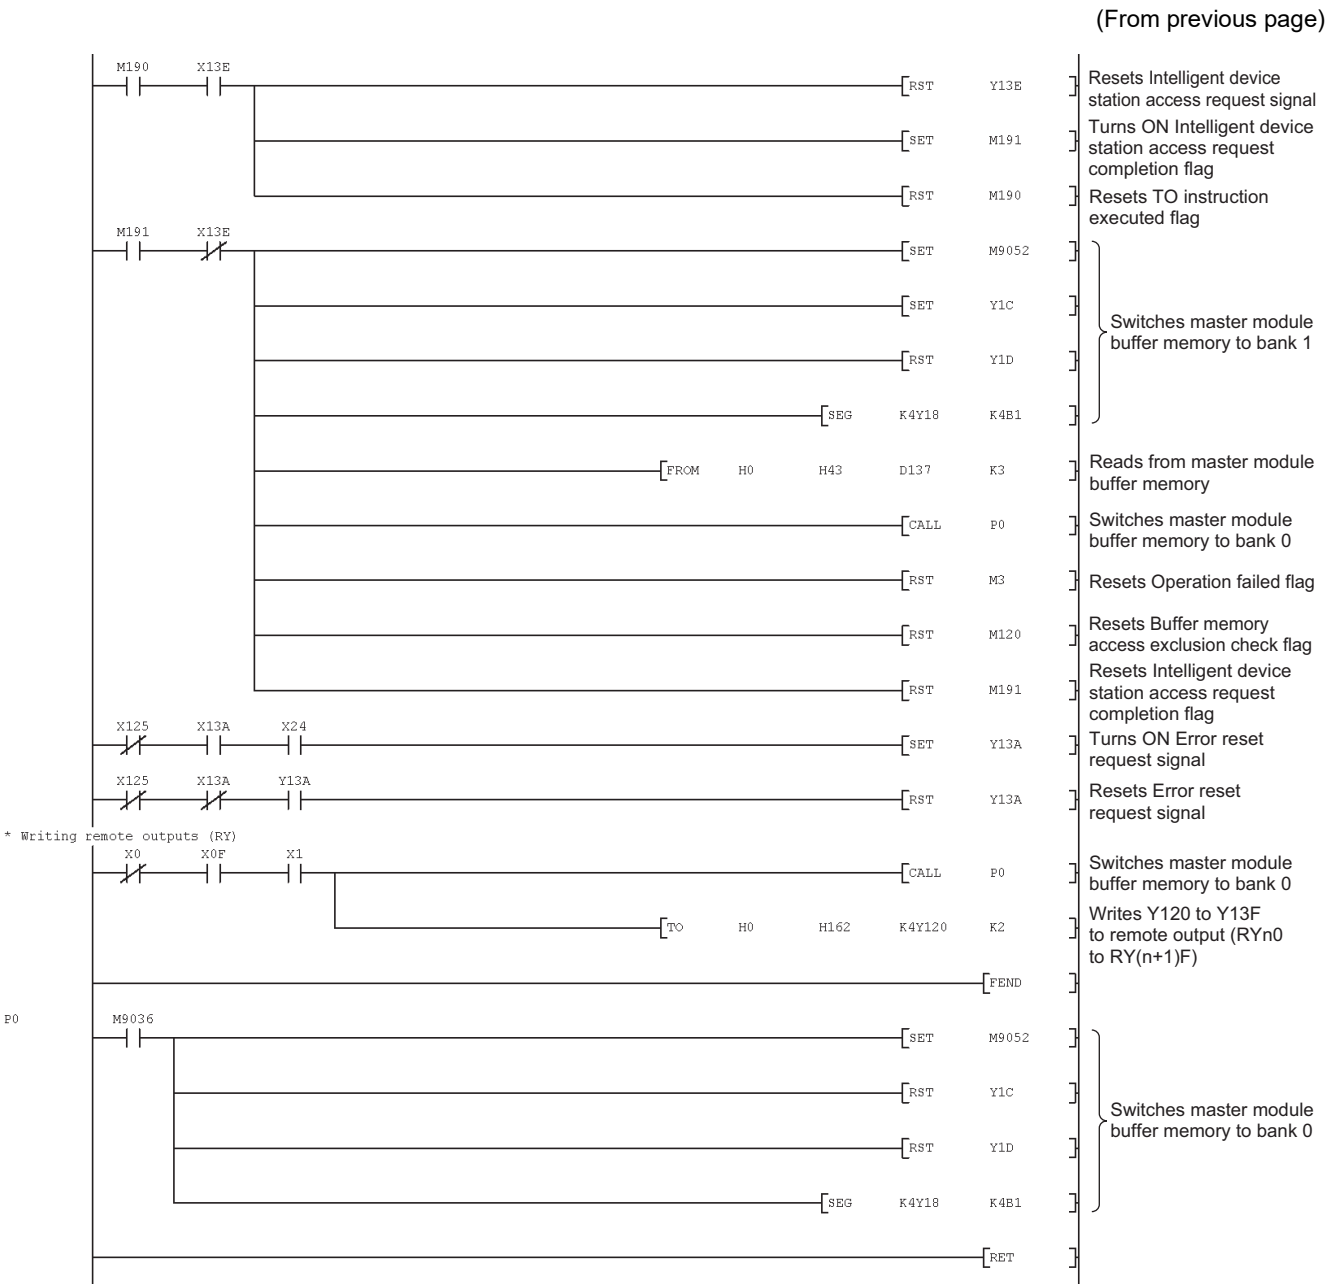 (From previous page)
M190 X13E
RST Y13E
Resets Intelligent device
station access request signal
SET M191
Turns ON Intelligent device
station access request
completion flag
RST M190
Resets TO instruction
executed flag
M191 X13E
SET M9052
SET Y1C
Switches master module
buffer memory to bank 1
RST Y1D
SEG K4Y18 K4B1
FROM H0 H43 D137 K3
Reads from master module
buffer memory
CALL P0
Switches master module
buffer memory to bank 0
RST M3
Resets Operation failed flag
RST M120
Resets Buffer memory
access exclusion check flag
RST M191
Resets Intelligent device
station access request
completion flag
X125 X13A X24
SET Y13A
Turns ON Error reset
request signal
X125 X13A Y13A
RST Y13A
Resets Error reset
request signal
* Writing remote outputs (RY)
X0 X0F X1
CALL P0
Switches master module
buffer memory to bank 0
TO H0 H162 K4Y120 K2
Writes Y120 to Y13F
to remote output (RYn0
to RY(n+1)F)
FEND
P0 M9036
SET M9052
RST Y1C
Switches master module
buffer memory to bank 0
RST Y1D
SEG K4Y18 K4B1
RET